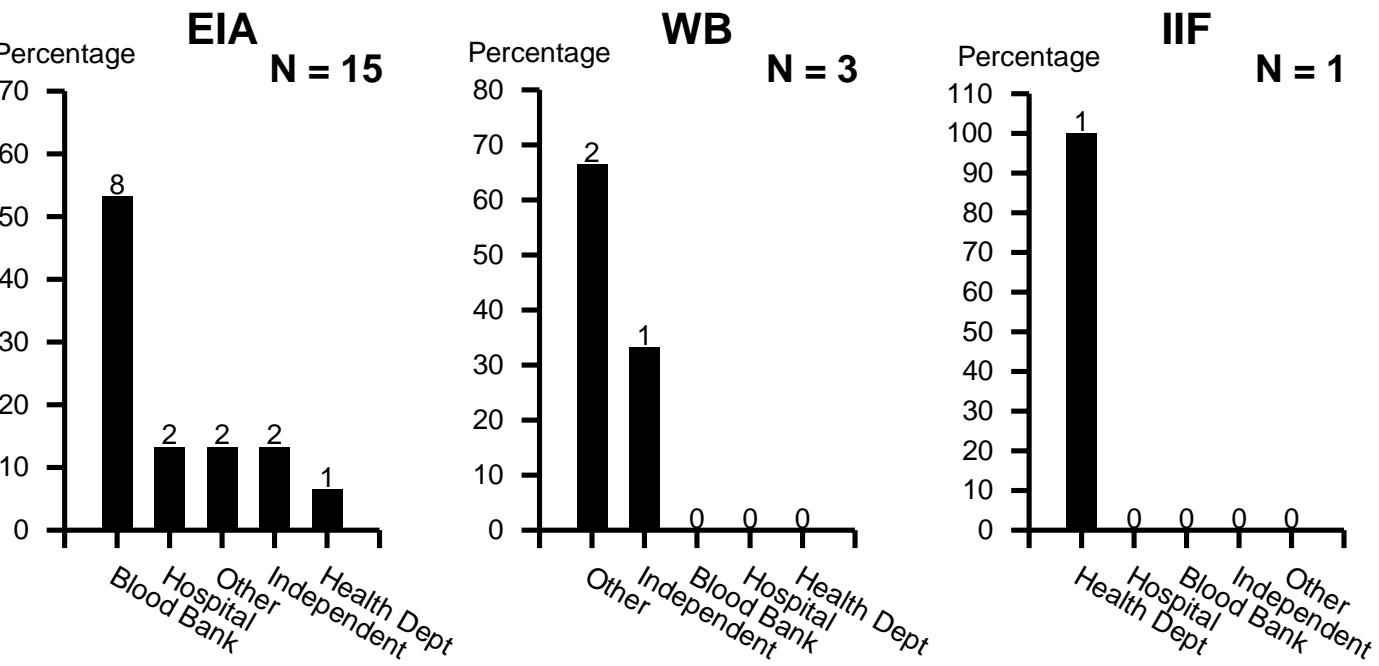 EIA
Percentage
N = 15
70
60
50
40
30
20
10
0
8
2
2
2
1
Blood Bank
Hospital
Other
Independent
Health Dept
WB
Percentage
N = 3
80
70
60
50
40
30
20
10
0
2
1
0
0
0
Other
Independent
Blood Bank
Hospital
Health Dept
IIF
Percentage
N = 1
110
100
90
80
70
60
50
40
30
20
10
0
1
0
0
0
0
Health Dept
Hospital
Blood Bank
Independent
Other